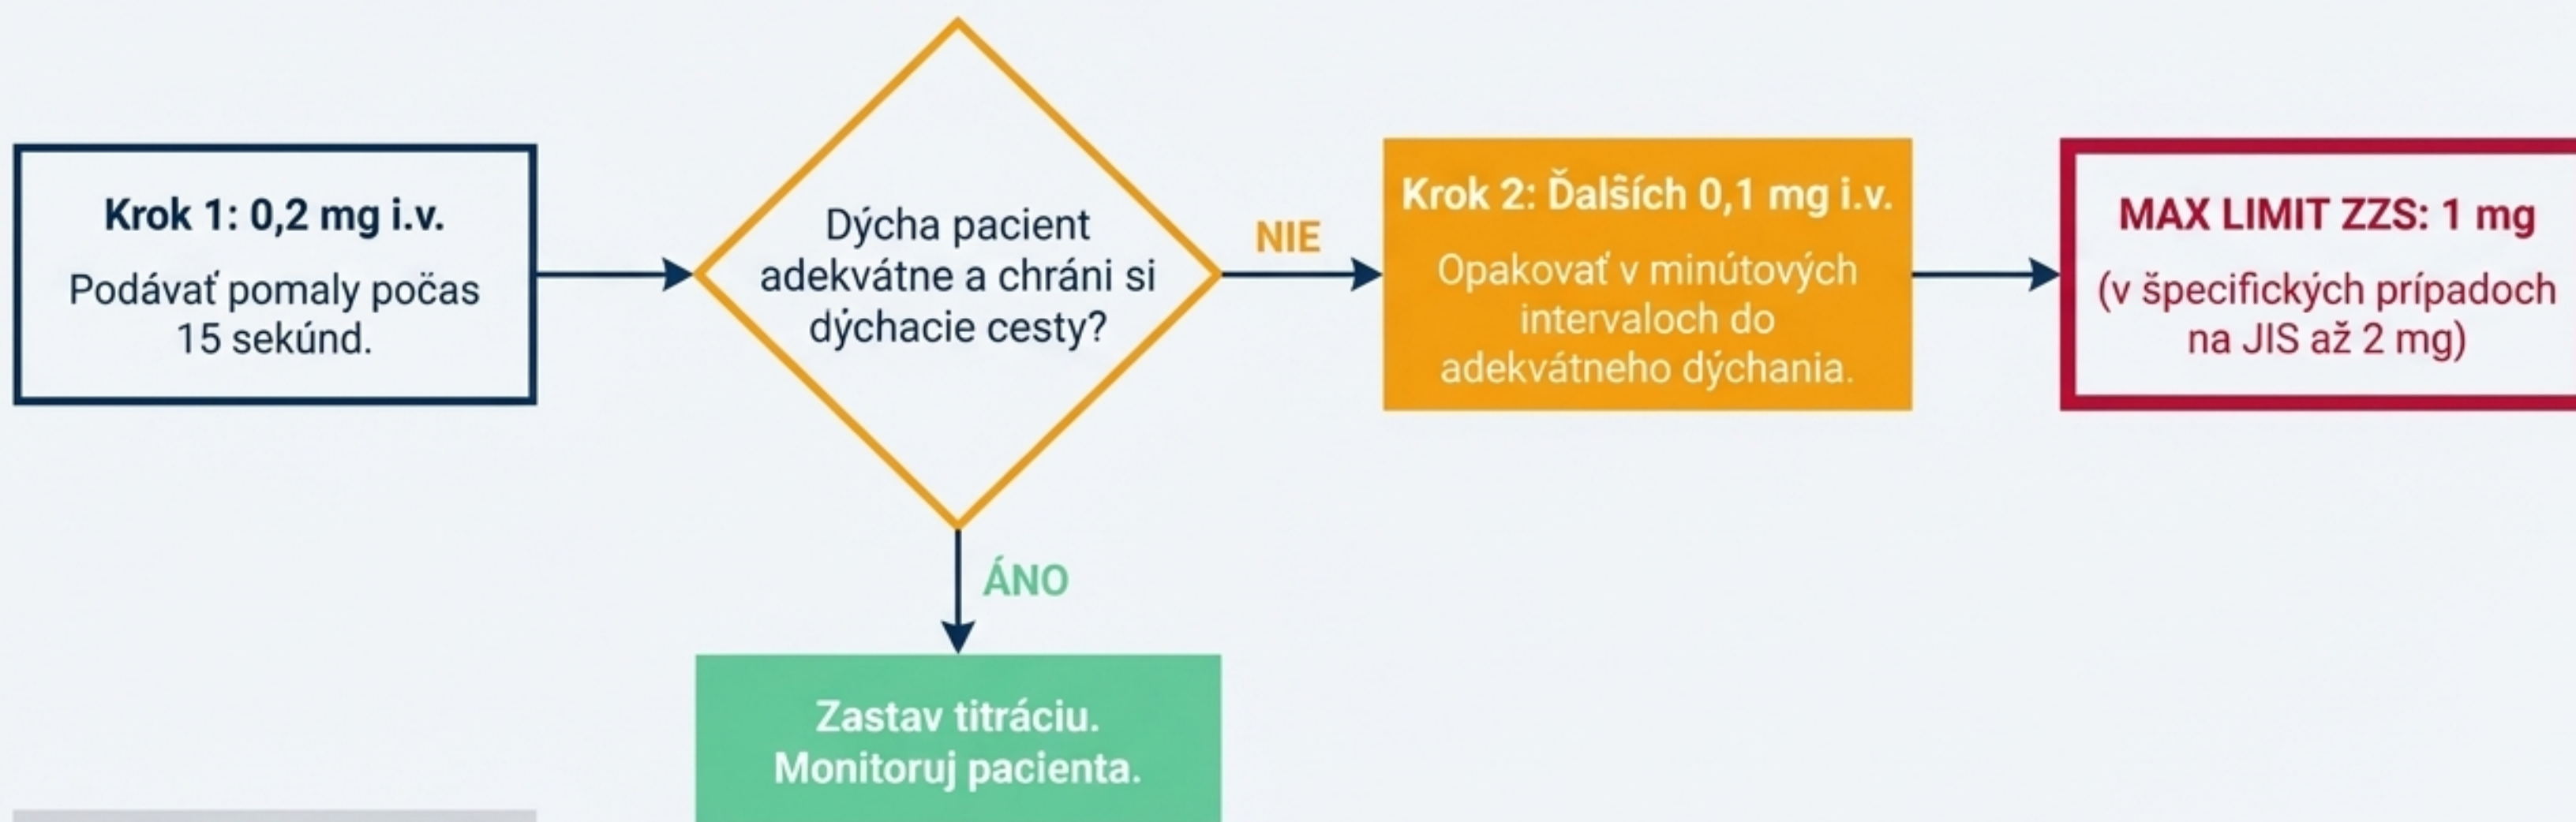 Krok 1: 0,2 mg i.v.
Podávať pomaly počas
15 sekúnd.
Dýcha pacient
adekvátne a chráni si
dýchacie cesty?
NIE
Krok 2: Ďalších 0,1 mg i.v.
Opakovať v minútových
intervaloch do
adekvátneho dýchania.
MAX LIMIT ZZS: 1 mg
(v špecifických prípadoch
na JIS až 2 mg)
ÁNO
Zastav titráciu.
Monitoruj pacienta.